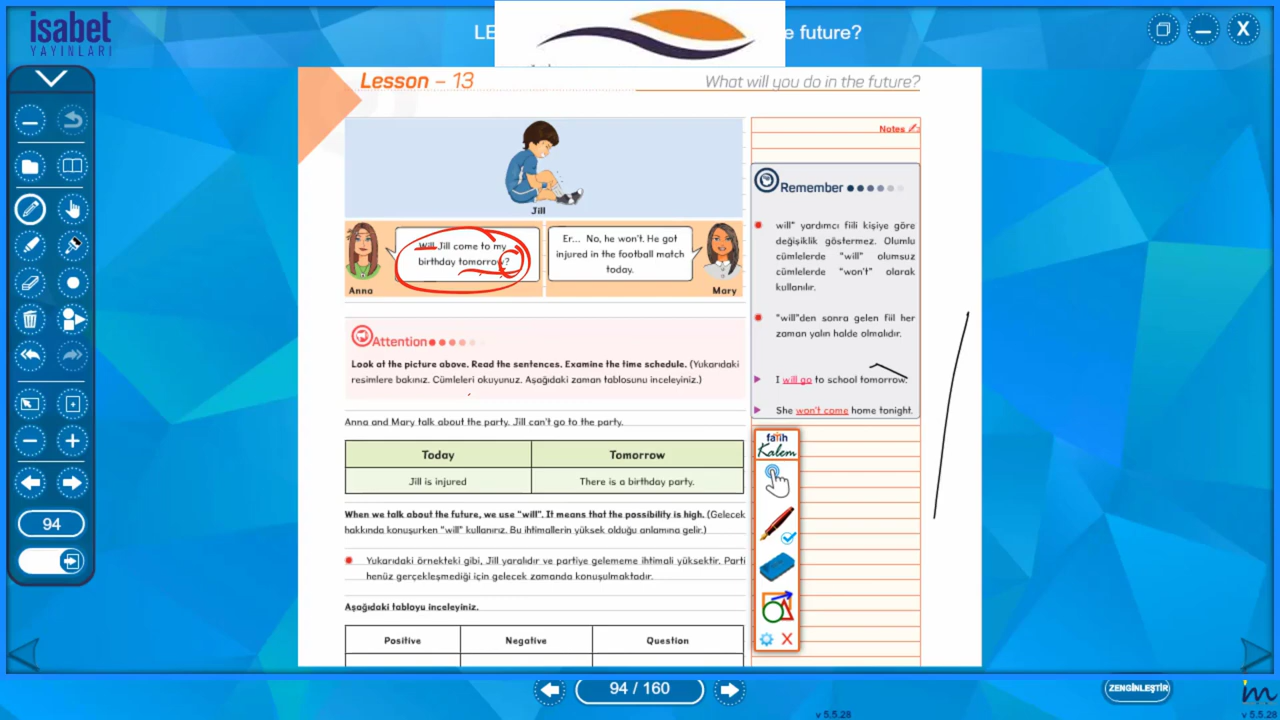 isabet
YAYINLARI
LE
e future?
X
Lesson – 13
What will you do in the future?
Jill
Will Jill come to my
birthday tomorrow?
Anna
Er... No, he won't. He got
injured in the football match
today.
Mary
Attention
Look at the picture above. Read the sentences. Examine the time schedule. (Yukarıdaki
resimlere bakınız. Cümleleri okuyunuz. Aşağıdaki zaman tablosunu inceleyiniz.)
Anna and Mary talk about the party. Jill can't go to the party.
Today Tomorrow
Jill is injured There is a birthday party.
When we talk about the future, we use "will". It means that the possibility is high. (Gelecek
hakkında konuşurken "will" kullanırız. Bu ihtimallerin yüksek olduğu anlamına gelir.)
Yukarıdaki örnekteki gibi, Jill yaralıdır ve partiye gelememe ihtimali yüksektir. Parti
henüz gerçekleşmediği için gelecek zamanda konuşulmaktadır.
Aşağıdaki tabloyu inceleyiniz.
Positive Negative Question
Notes
Remember
will" yardımcı fiili kişiye göre
değişiklik göstermez. Olumlu
cümlelerde "will" olumsuz
cümlelerde "won't" olarak
kullanılır.
"will"den sonra gelen fiil her
zaman yalın halde olmalıdır.
I will go to school tomorrow.
She won't come home tonight.
fatih
Kalem
94
94 / 160
ZENGİNLEŞTİR
v 5.5.28
v 5.5.28